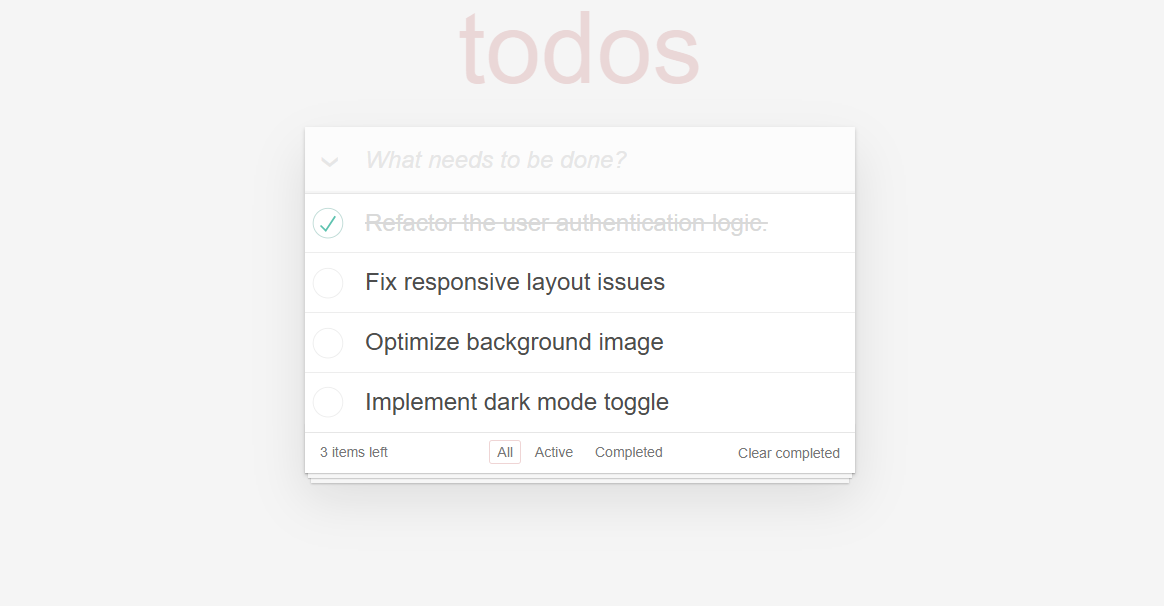 todos
What needs to be done?
Refactor the user authentication logic.
Fix responsive layout issues
Optimize background image
Implement dark mode toggle
3 items left All Active Completed Clear completed